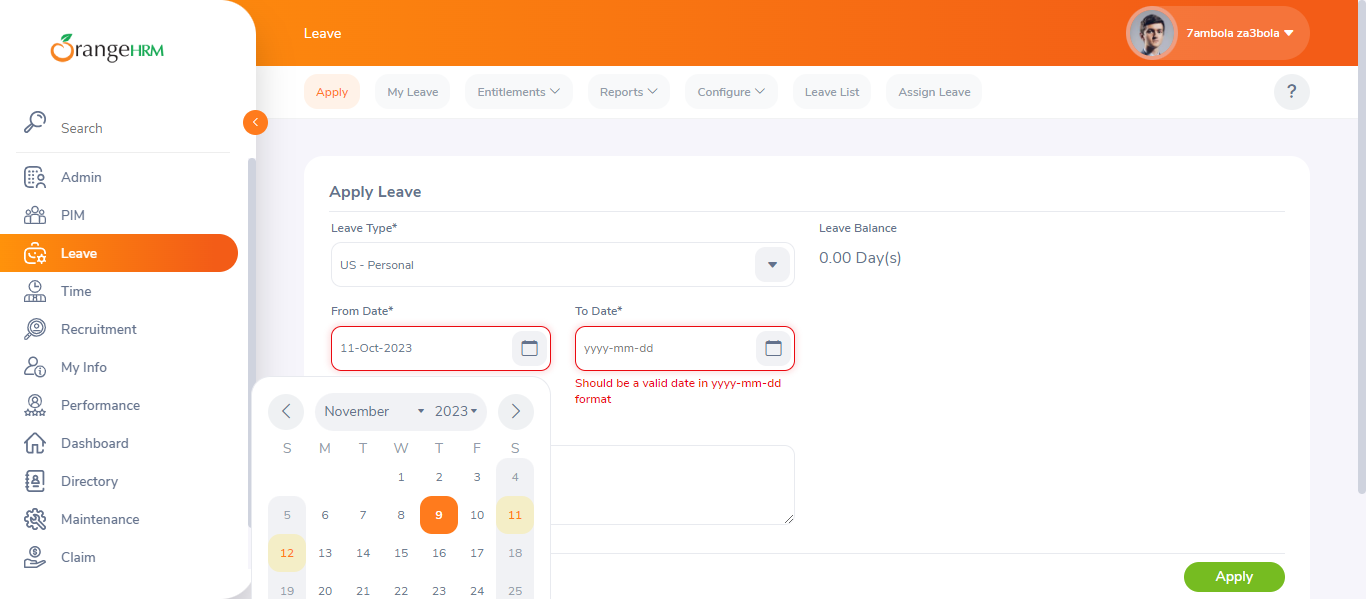 OrangeHRM
Leave
7ambola za3bola
Apply
My Leave
Entitlements
Reports
Configure
Leave List
Assign Leave
?
Search
Admin
PIM
Leave
Time
Recruitment
My Info
Performance
Dashboard
Directory
Maintenance
Claim
Apply Leave
Leave Type*
US - Personal
Leave Balance
0.00 Day(s)
From Date*
11-Oct-2023
To Date*
yyyy-mm-dd
Should be a valid date in yyyy-mm-dd
format
November 2023
S M T W T F S
1 2 3 4
5 6 7 8 9 10 11
12 13 14 15 16 17 18
19 20 21 22 23 24 25
Apply